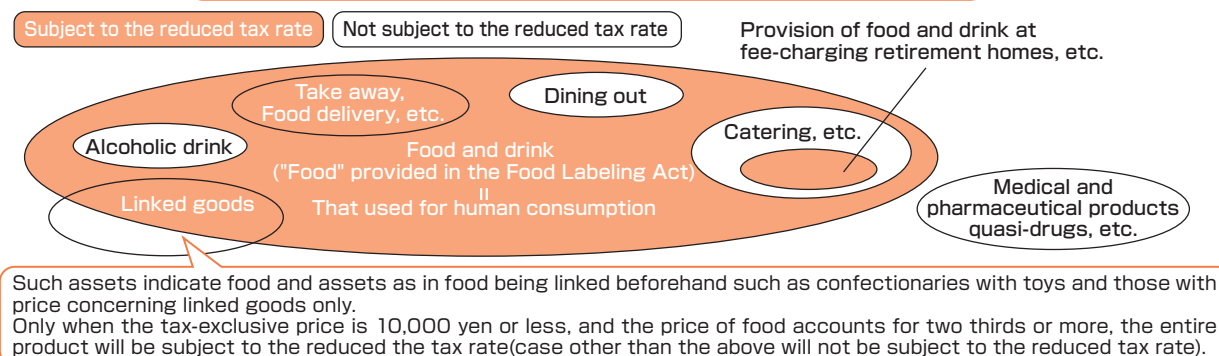 Subject to the reduced tax rate
Not subject to the reduced tax rate
Provision of food and drink at
fee-charging retirement homes, etc.
Take away,
Food delivery, etc.
Dining out
Alcoholic drink
Catering, etc.
Food and drink
("Food" provided in the Food Labeling Act)
=
That used for human consumption
Linked goods
Medical and
pharmaceutical products
quasi-drugs, etc.
Such assets indicate food and assets as in food being linked beforehand such as confectionaries with toys and those with
price concerning linked goods only.
Only when the tax-exclusive price is 10,000 yen or less, and the price of food accounts for two thirds or more, the entire
product will be subject to the reduced the tax rate(case other than the above will not be subject to the reduced tax rate).